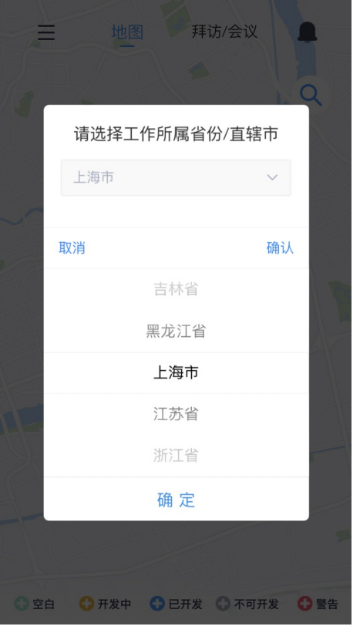 地图 拜访/会议
请选择工作所属省份/直辖市
上海市
取消 确认
吉林省
黑龙江省
上海市
江苏省
浙江省
确 定
空白 开发中 已开发 不可开发 警告